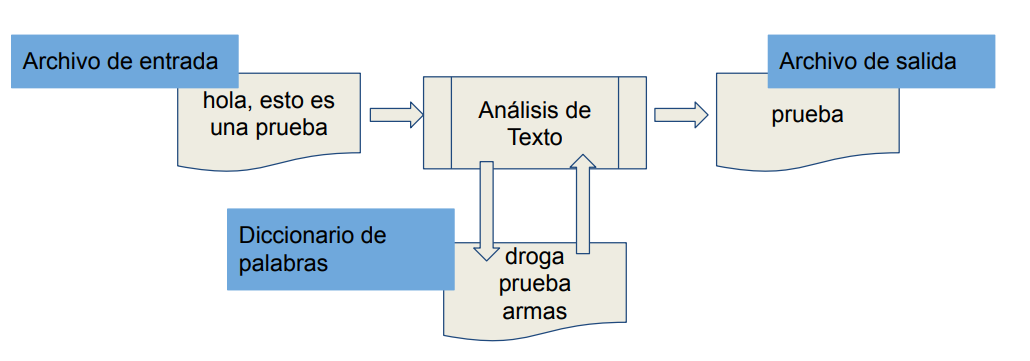 Archivo de entrada
hola, esto es
una prueba
Análisis de
Texto
Archivo de salida
prueba
Diccionario de
palabras
droga
prueba
armas